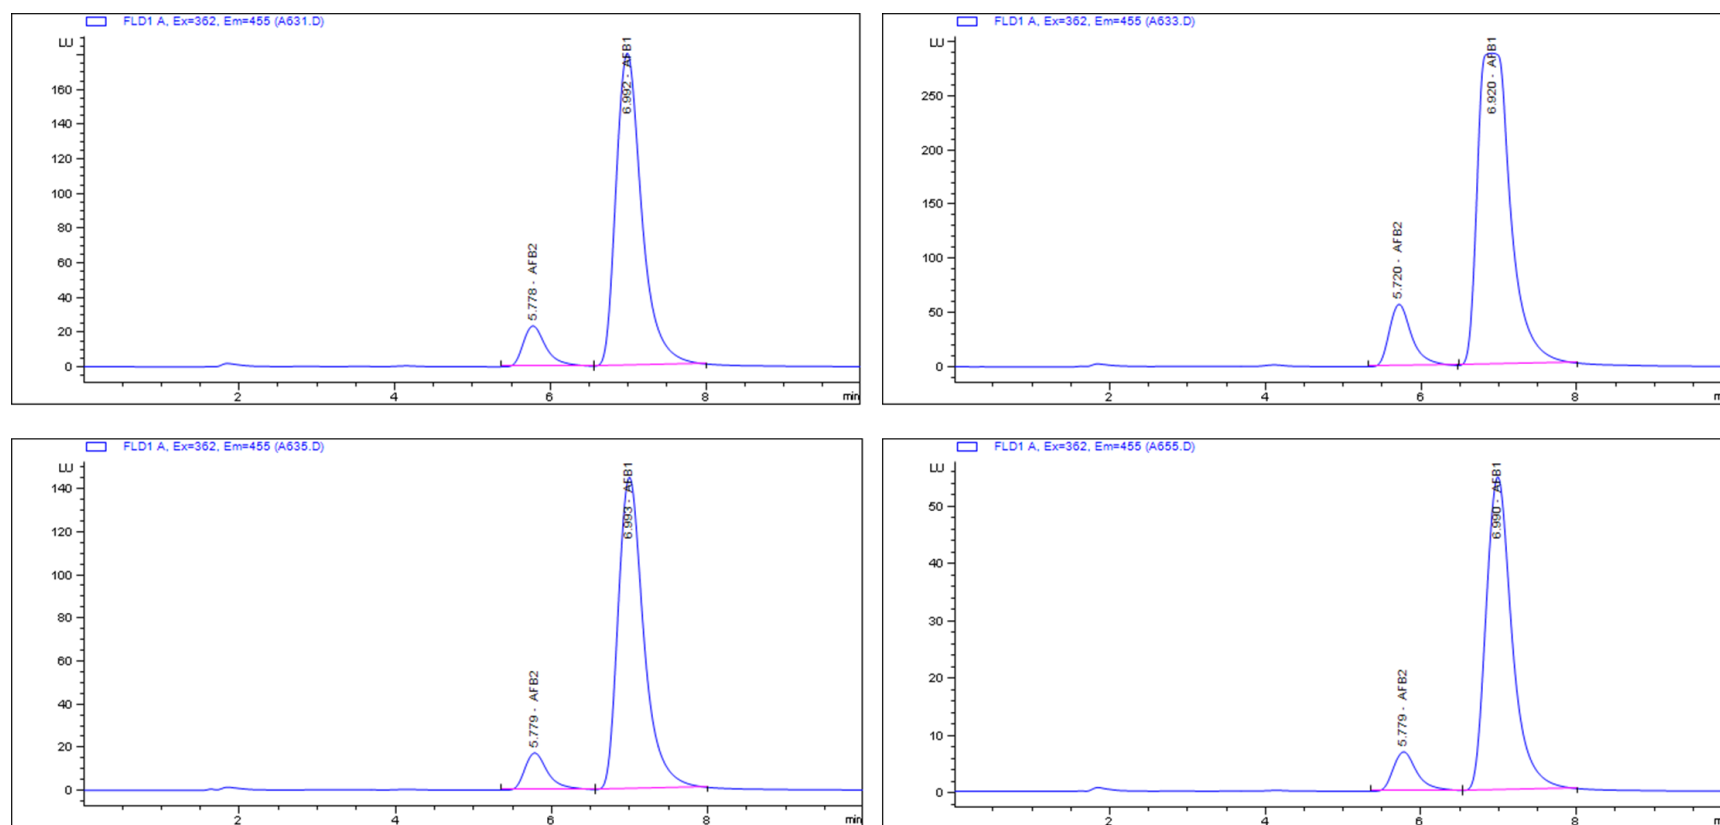 FLD1 A, Ex=362, Em=455 (A631.D)
LU
160
140
120
100
80
60
40
20
0
5.778 - AFB2
6.992 - AFB1
2
4
6
8
min
FLD1 A, Ex=362, Em=455 (A633.D)
LU
250
200
150
100
50
0
5.720 - AFB2
6.920 - AFB1
2
4
6
8
m
FLD1 A, Ex=362, Em=455 (A635.D)
LU
140
120
100
80
60
40
20
0
5.779 - AFB2
6.993 - AFB1
2
4
6
8
min
FLD1 A, Ex=362, Em=455 (A655.D)
LU
50
40
30
20
10
0
5.779 - AFB2
6.990 - AFB1
2
4
6
8
m